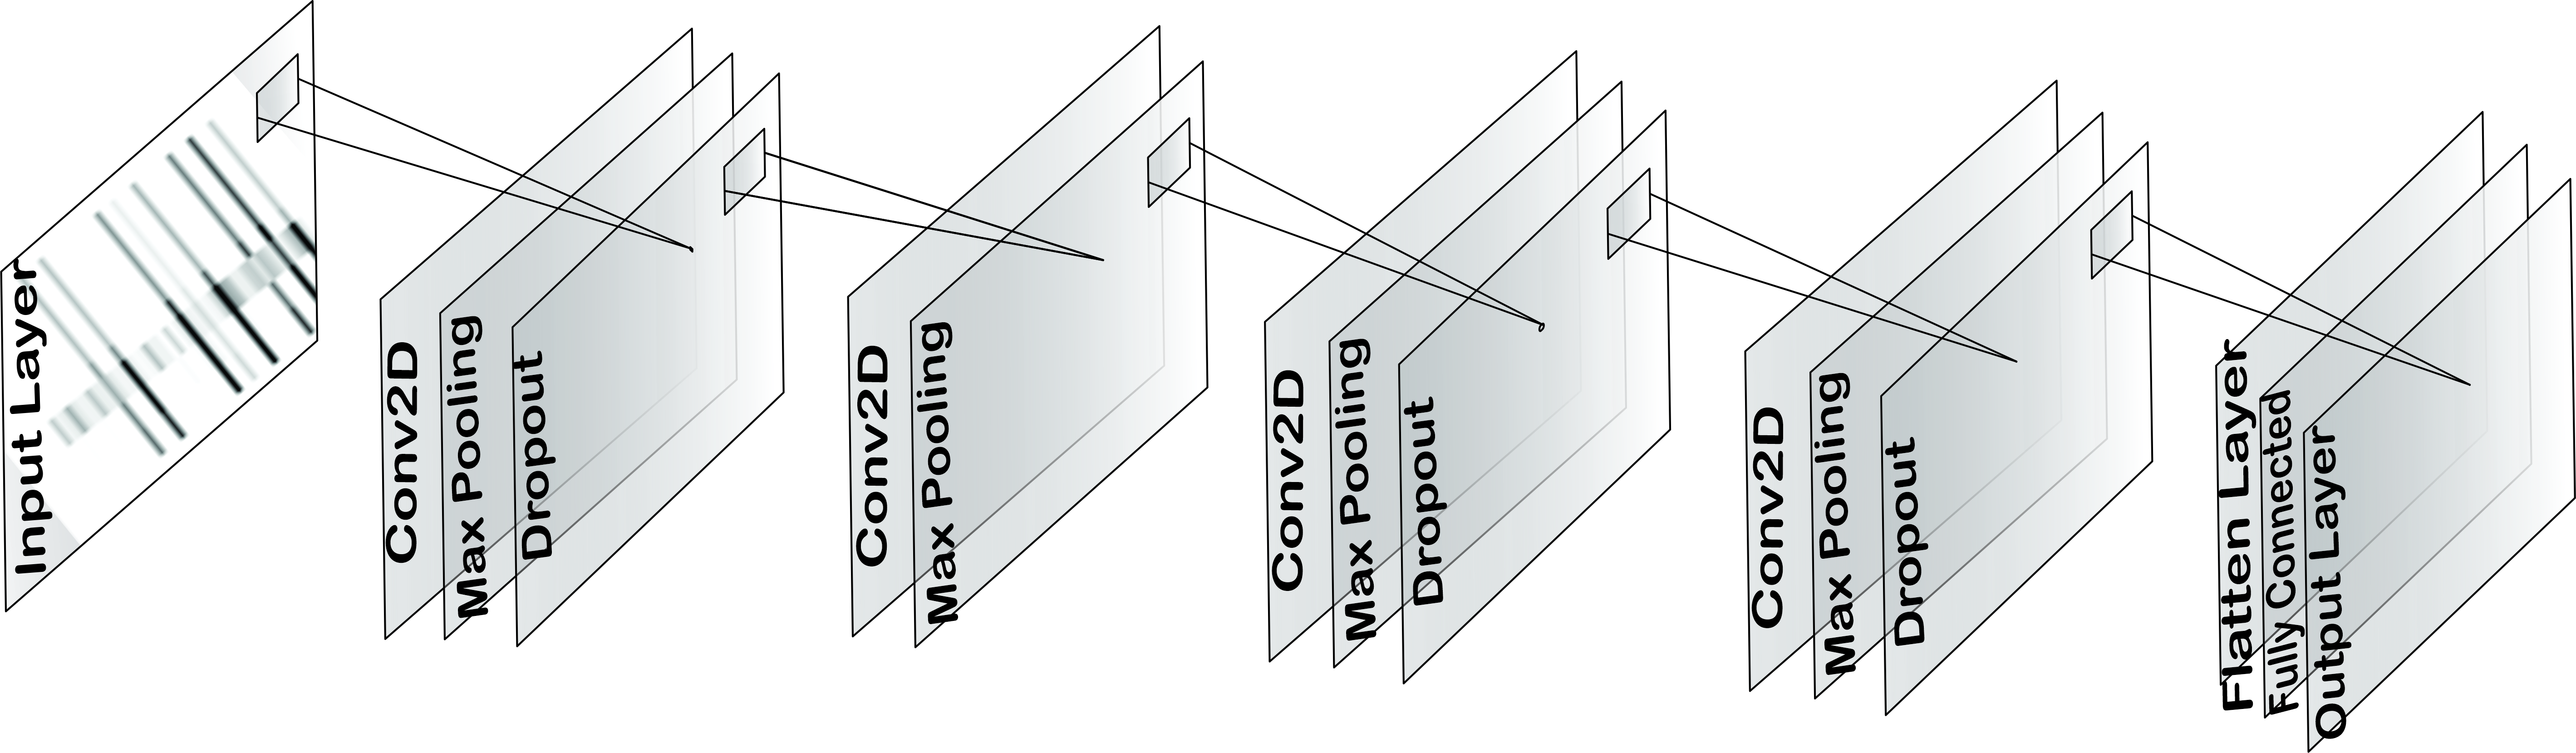 Input Layer
Conv2D
Max Pooling
Dropout
Conv2D
Max Pooling
Conv2D
Max Pooling
Dropout
Conv2D
Max Pooling
Dropout
Flatten Layer
Fully Connected
Output Layer